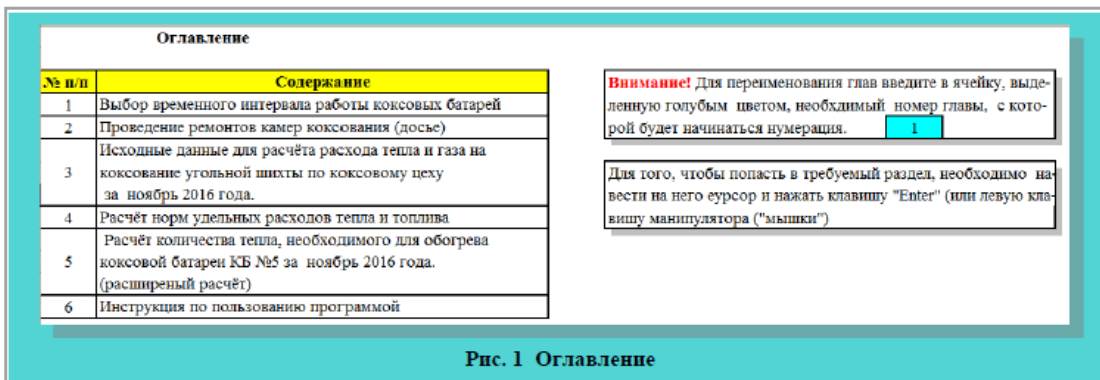 Оглавление
№ п/п Содержание
1 Выбор временного интервала работы коксовых батарей
2 Проведение ремонтов камер коксования (досье)
3 Исходные данные для расчёта расхода тепла и газа на
коксование угольной шихты по коксовому цеху
за ноябрь 2016 года.
4 Расчёт норм удельных расходов тепла и топлива
5 Расчёт количества тепла, необходимого для обогрева
коксовой батареи КБ №5 за ноябрь 2016 года.
(расширеный расчёт)
6 Инструкция по пользованию программой
Внимание! Для переименования глав введите в ячейку, выде-
ленную голубым цветом, необхдимый номер главы, с кото-
рой будет начинаться нумерация. 1
Для того, чтобы попасть в требуемый раздел, необходимо на-
вести на него еурсор и нажать клавишу "Enter" (или левую кла-
вишу манипулятора ("мышки")
Рис. 1 Оглавление